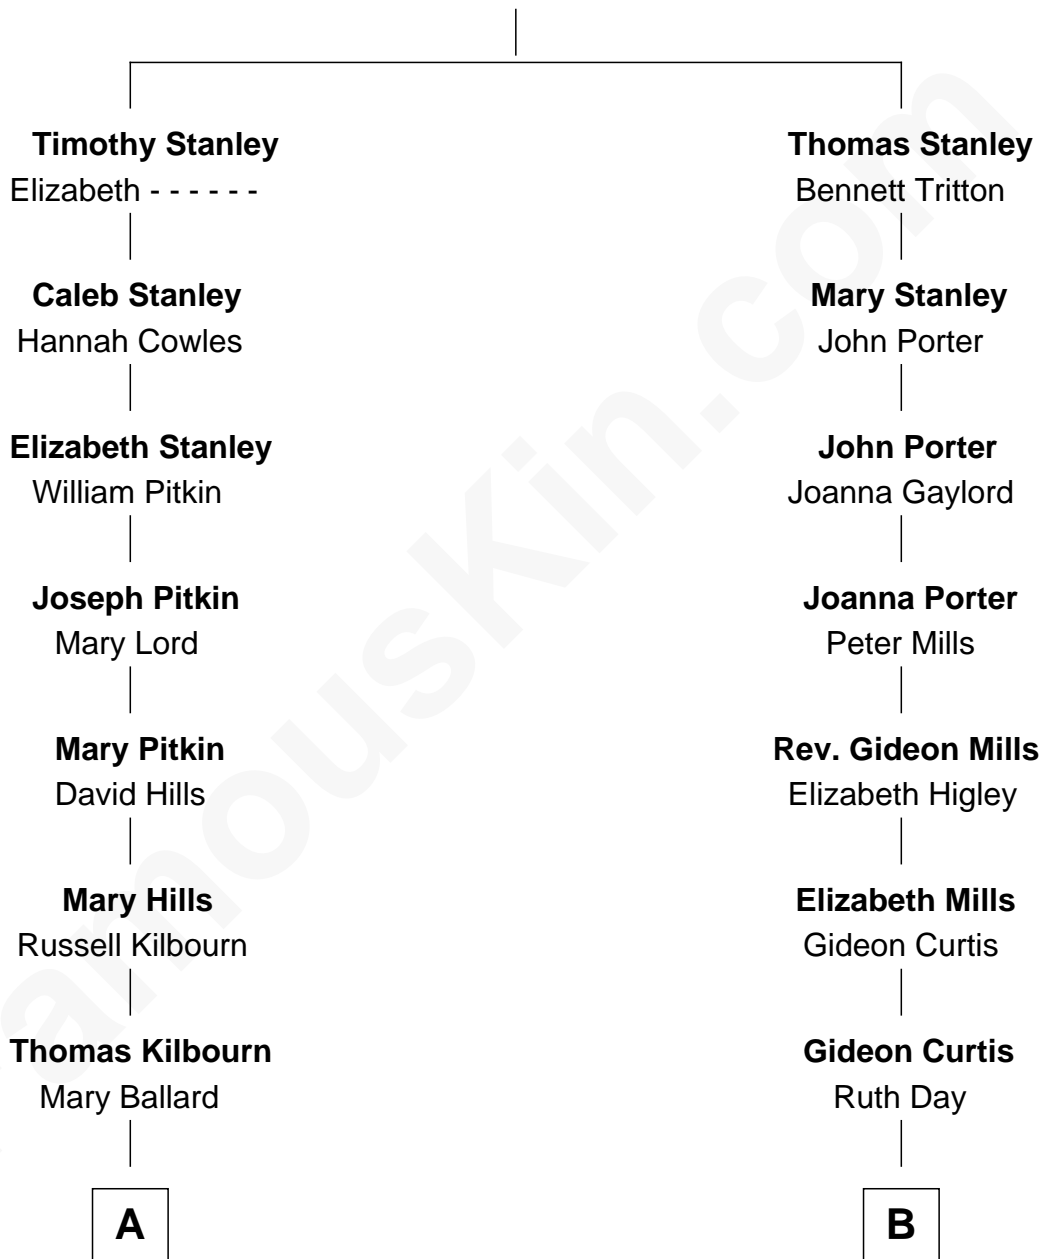 Timothy Stanley
Elizabeth - - - - - -
Caleb Stanley
Hannah Cowles
Elizabeth Stanley
William Pitkin
Joseph Pitkin
Mary Lord
Mary Pitkin
David Hills
Mary Hills
Russell Kilbourn
Thomas Kilbourn
Mary Ballard
A
Thomas Stanley
Bennett Tritton
Mary Stanley
John Porter
John Porter
Joanna Gaylord
Joanna Porter
Peter Mills
Rev. Gideon Mills
Elizabeth Higley
Elizabeth Mills
Gideon Curtis
Gideon Curtis
Ruth Day
B
amousKin.com